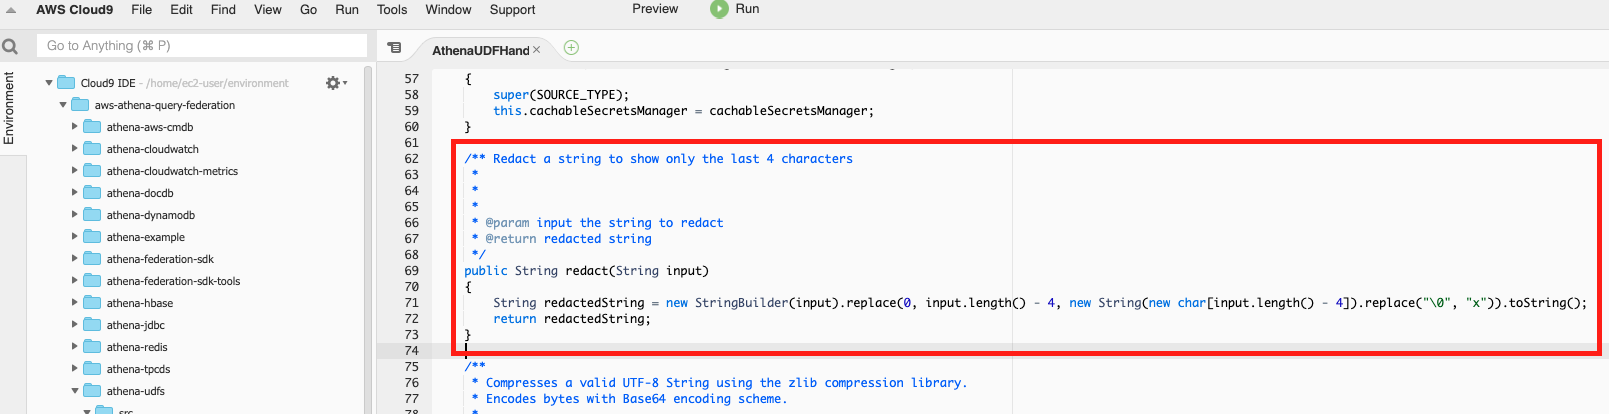 AWS Cloud9 File Edit Find View Go Run Tools Window Support Preview Run
Go to Anything (⌘ P)
AthenaUDFHand ×
Environment
Cloud9 IDE - /home/ec2-user/environment
aws-athena-query-federation
athena-aws-cmdb
athena-cloudwatch
athena-cloudwatch-metrics
athena-docdb
athena-dynamodb
athena-example
athena-federation-sdk
athena-federation-sdk-tools
athena-hbase
athena-jdbc
athena-redis
athena-tpcds
athena-udfs
src
57 {
58 super(SOURCE_TYPE);
59 this.cachableSecretsManager = cachableSecretsManager;
60 }
61
62 /** Redact a string to show only the last 4 characters
63 *
64 *
65 *
66 * @param input the string to redact
67 * @return redacted string
68 */
69 public String redact(String input)
70 {
71 String redactedString = new StringBuilder(input).replace(0, input.length() - 4, new String(new char[input.length() - 4]).replace("\0", "x")).toString();
72 return redactedString;
73 }
74
75 /**
76 * Compresses a valid UTF-8 String using the zlib compression library.
77 * Encodes bytes with Base64 encoding scheme.
78 *